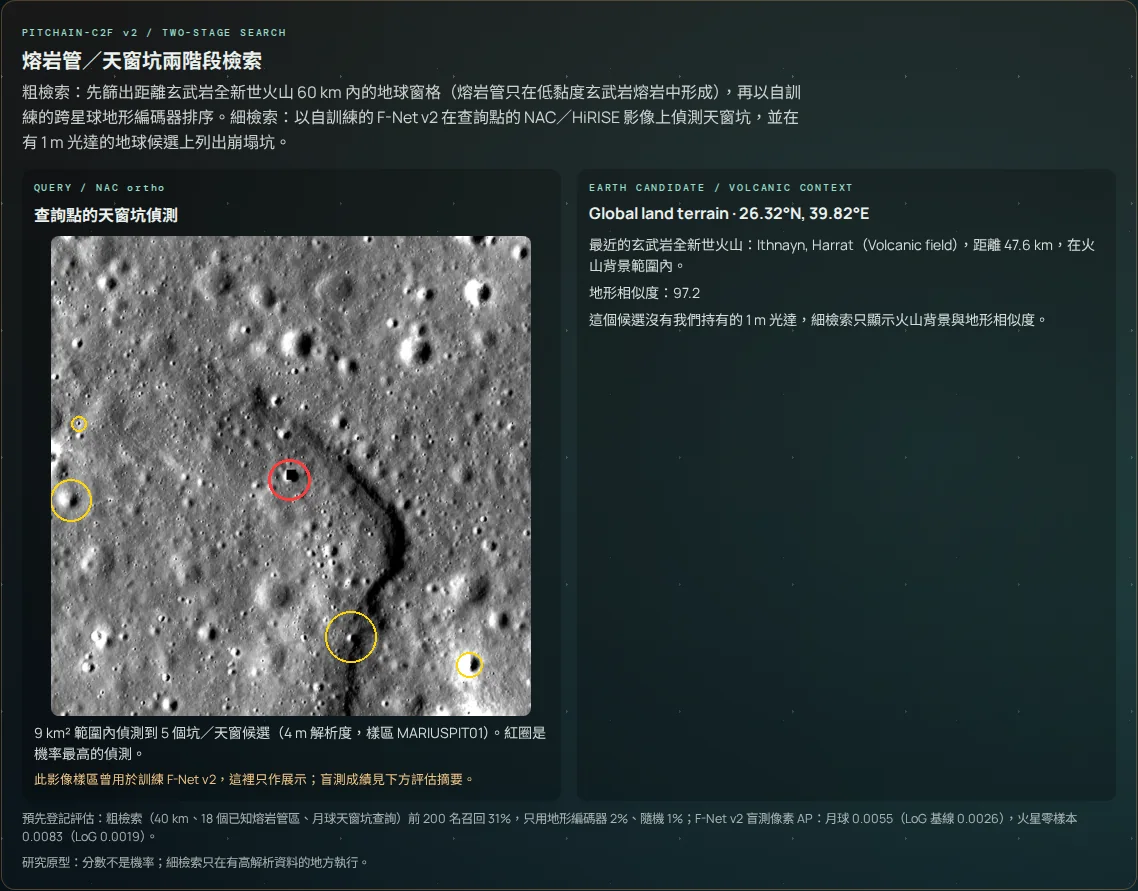 PITCHAIN-C2F v2 / TWO-STAGE SEARCH
熔岩管／天窗坑兩階段檢索
粗檢索：先篩出距離玄武岩全新世火山 60 km 內的地球窗格（熔岩管只在低黏度玄武岩熔岩中形成），再以自訓
練的跨星球地形編碼器排序。細檢索：以自訓練的 F-Net v2 在查詢點的 NAC／HiRISE 影像上偵測天窗坑，並在
有 1 m 光達的地球候選上列出崩塌坑。
QUERY / NAC ortho
查詢點的天窗坑偵測
9 km² 範圍內偵測到 5 個坑／天窗候選（4 m 解析度，樣區 MARIUSPIT01）。紅圈是
機率最高的偵測。
此影像樣區曾用於訓練 F-Net v2，這裡只作展示；盲測成績見下方評估摘要。
EARTH CANDIDATE / VOLCANIC CONTEXT
Global land terrain · 26.32°N, 39.82°E
最近的玄武岩全新世火山：Ithnayn, Harrat（Volcanic field），距離 47.6 km，在火
山背景範圍內。
地形相似度：97.2
這個候選沒有我們持有的 1 m 光達，細檢索只顯示火山背景與地形相似度。
預先登記評估：粗檢索（40 km、18 個已知熔岩管區、月球天窗坑查詢）前 200 名召回 31%，只用地形編碼器 2%、隨機 1%；F-Net v2 盲測像素 AP：月球 0.0055（LoG 基線 0.0026），火星零樣本
0.0083（LoG 0.0019）。
研究原型：分數不是機率；細檢索只在有高解析資料的地方執行。